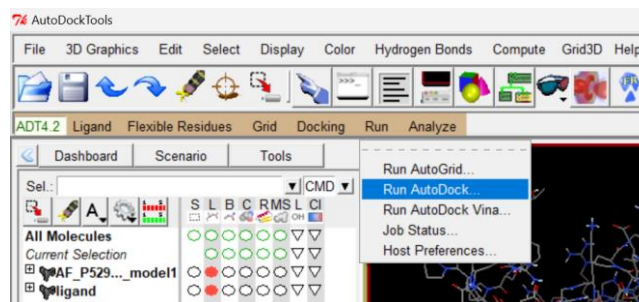 AutoDockTools
File 3D Graphics Edit Select Display Color Hydrogen Bonds Compute Grid3D Help
ADT4.2 Ligand Flexible Residues Grid Docking Run Analyze
Dashboard Scenario Tools
Run AutoGrid...
Sel.: CMD
Run AutoDock...
Run AutoDock Vina...
S L B C R MS L Cl
Job Status...
All Molecules
Host Preferences...
Current Selection
AF_P529..._model1
ligand